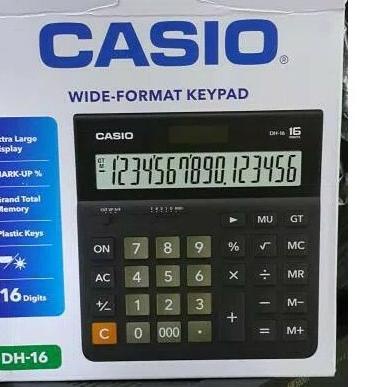 CASIO®
WIDE-FORMAT KEYPAD
xtra Large
isplay
MARK-UP %
Grand Total
Memory
Plastic Keys
16 Digits
DH-16
CASIO
DH-16 16
GT
M
1234567890.123456
▶ MU GT
ON 7 8 9 % √ MC
AC 4 5 6 × ÷ MR
+/− 1 2 3 − M−
C 0 000 · + = M+